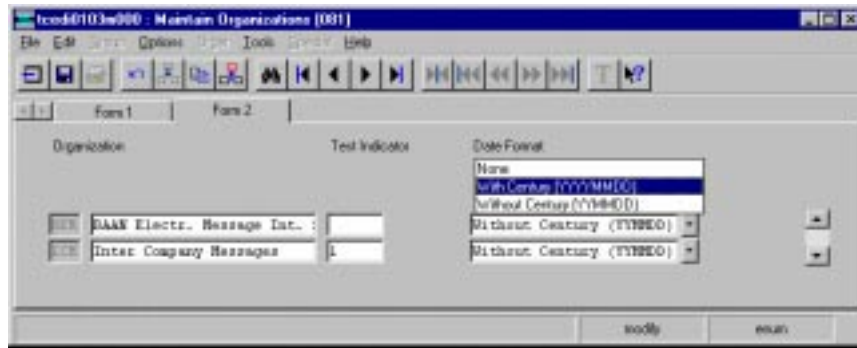 tcedi0103m000 : Maintain Organizations [081]
File Edit Options Tools Help
Form 1 Form 2
Organization Test Indicator Date Format
None
With Century (YYYYMMDD)
Without Century (YYMMDD)
BAAN Electr. Message Int. Without Century (YYMMDD)
Inter Company Messages 1 Without Century (YYMMDD)
modify enum